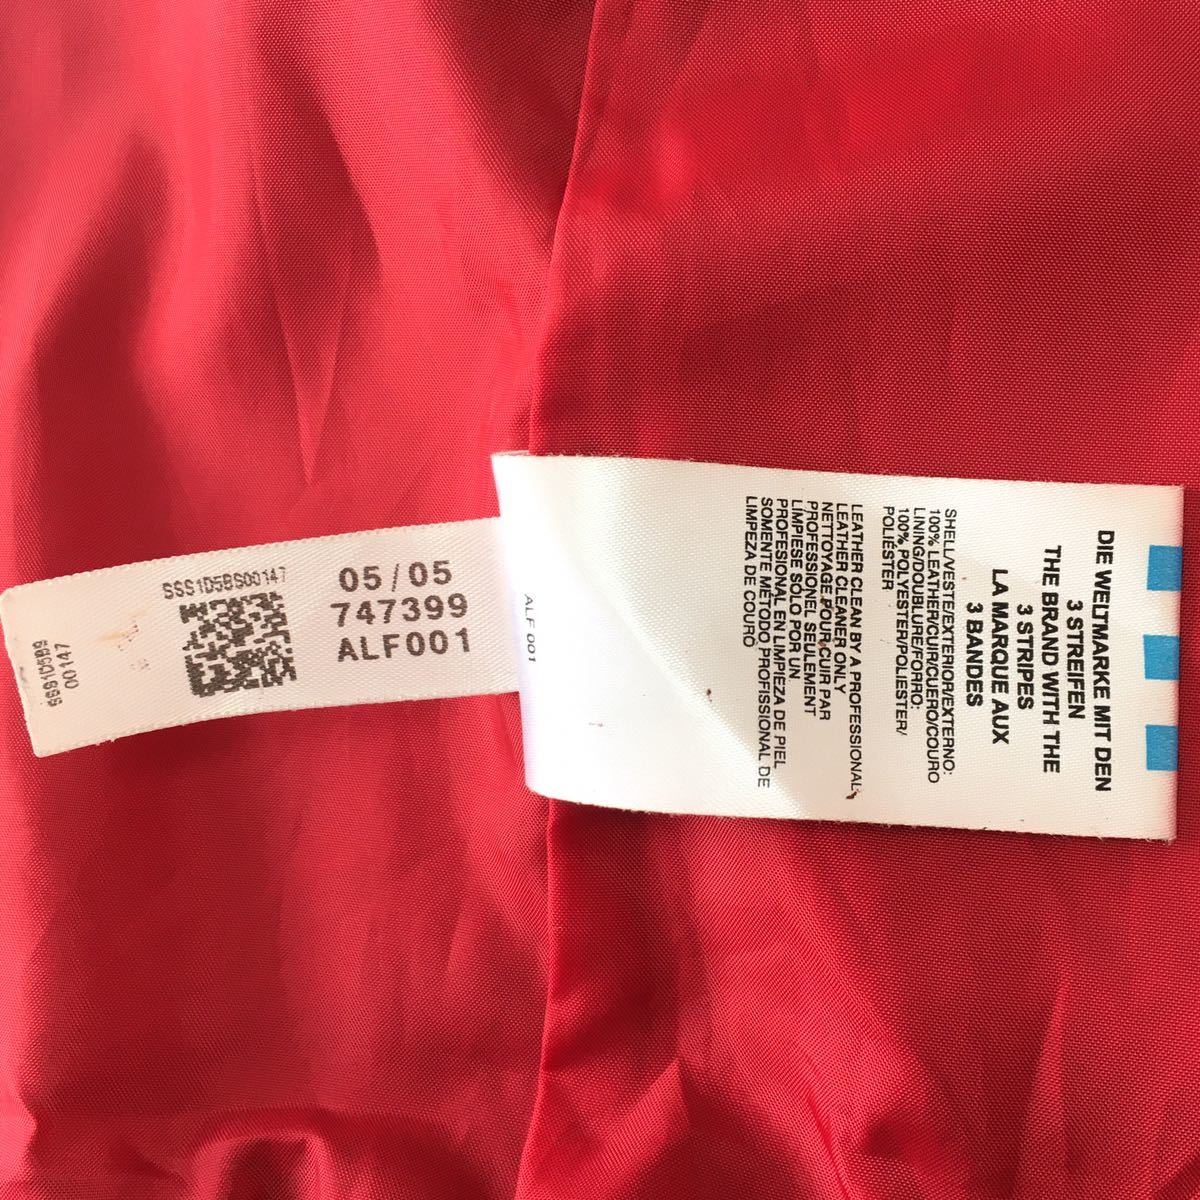 DIE WELTMARKE MIT DEN
3 STREIFEN
THE BRAND WITH THE
3 STRIPES
LA MARQUE AUX
3 BANDES
SHELL/VESTE/EXTERIOR/EXTERNO:
100% LEATHER/CUIR/CUERO/COURO
LINING/DOUBLURE/FORRO:
100% POLYESTER/POLIESTER/
POLIESTER
LEATHER CLEAN BY A PROFESSIONAL
LEATHER CLEANER ONLY
NETTOYAGE POUR CUIR PAR
PROFESSIONEL SEULEMENT
LIMPIESE SOLO POR UN
PROFESIONAL EN LIMPIEZA DE PIEL
SOMENTE MÉTODO PROFISSIONAL DE
LIMPEZA DE COURO
ALF 001
05/05
747399
ALF001
SSS1D5BS00147
SSS1D5BS
00147